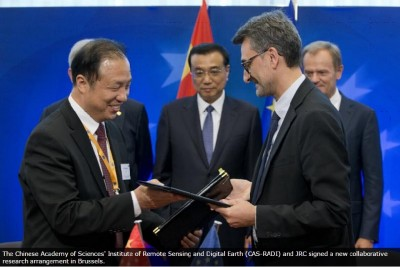 The Chinese Academy of Sciences' Institute of Remote Sensing and Digital Earth (CAS-RADI) and JRC signed a new collaborative
research arrangement in Brussels.